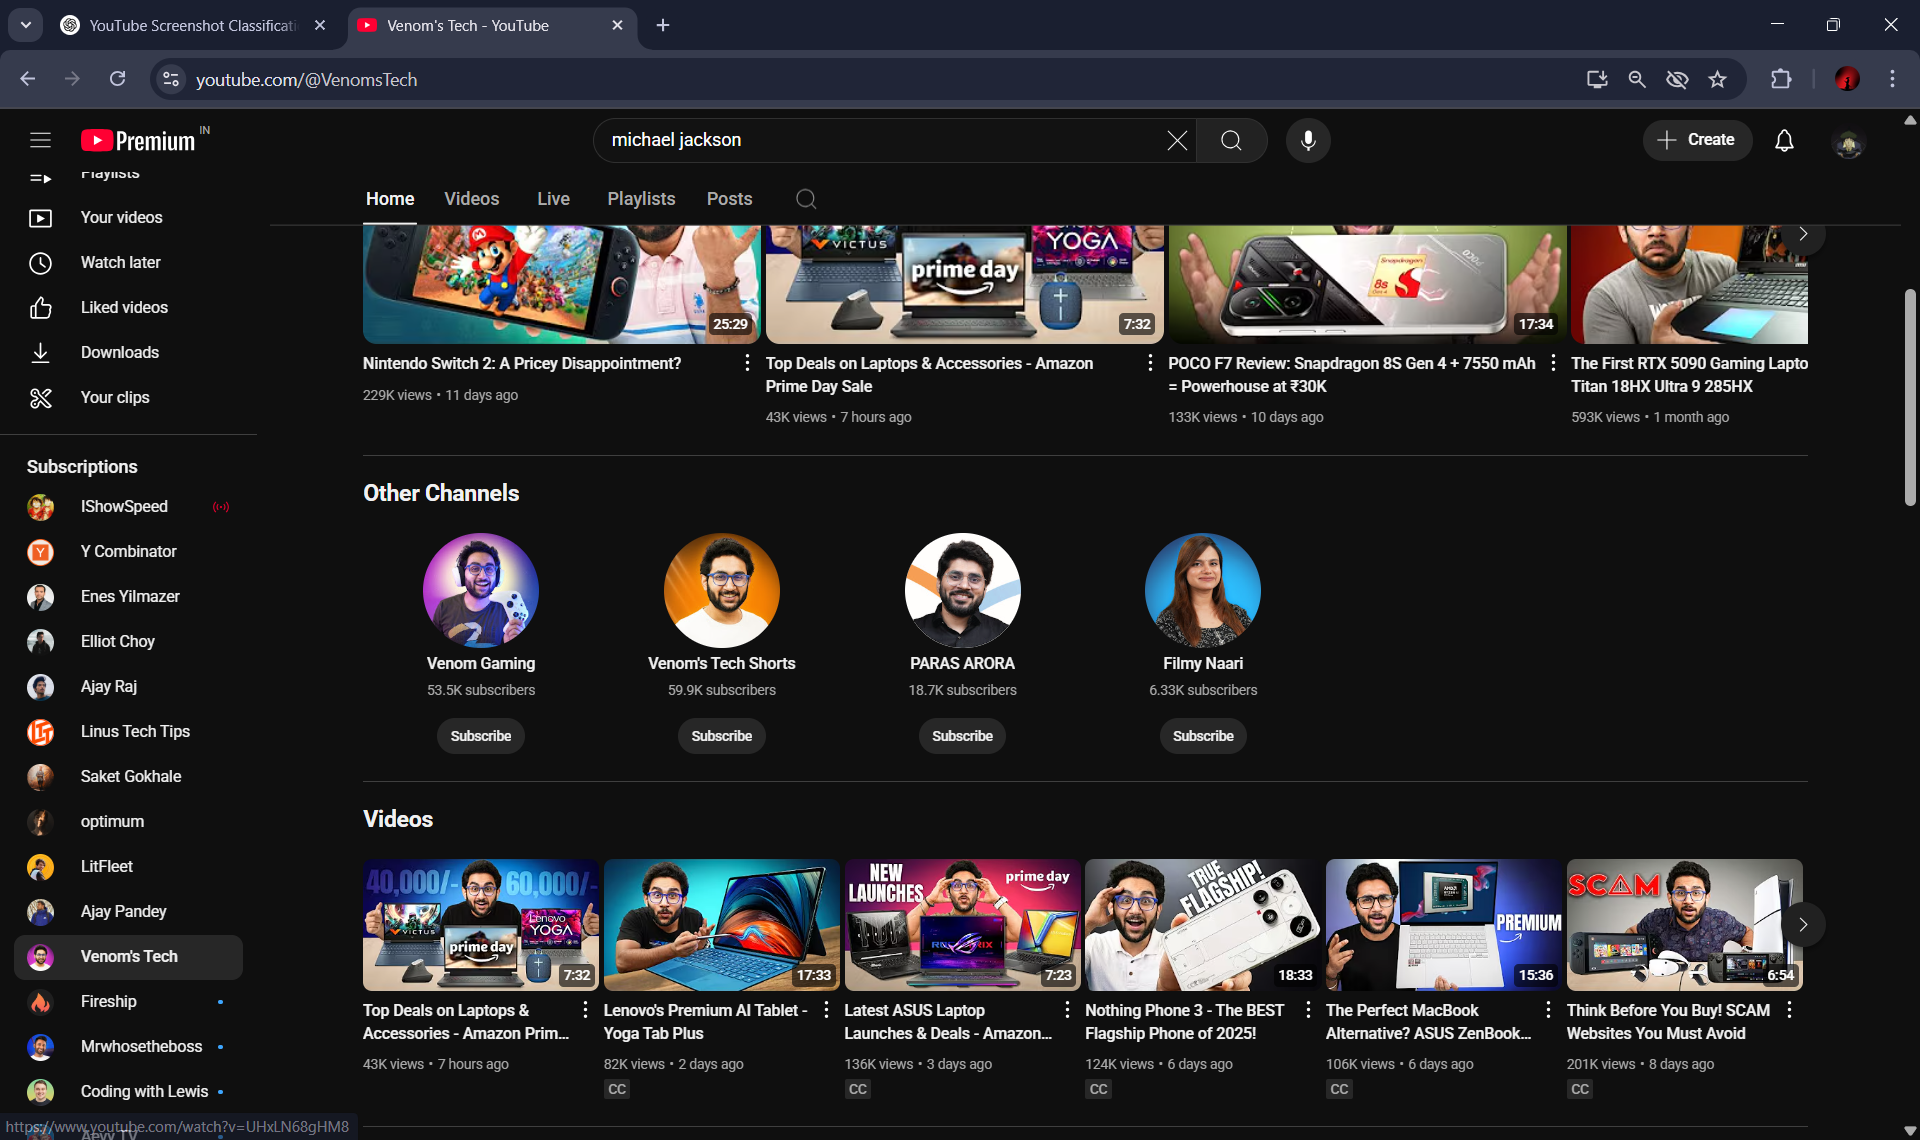 YouTube Screenshot Classificati
Venom's Tech - YouTube
youtube.com/@VenomsTech
Premium IN
michael jackson
Create
Playlists
Your videos
Watch later
Liked videos
Downloads
Your clips
Subscriptions
IShowSpeed
Y Combinator
Enes Yilmazer
Elliot Choy
Ajay Raj
Linus Tech Tips
Saket Gokhale
optimum
LitFleet
Ajay Pandey
Venom's Tech
Fireship
Mrwhosetheboss
Coding with Lewis
https://www.youtube.com/watch?v=UHxLN68gHM8
Home Videos Live Playlists Posts
25:29
Nintendo Switch 2: A Pricey Disappointment?
229K views • 11 days ago
VICTUS
prime day
YOGA
7:32
Top Deals on Laptops & Accessories - Amazon
Prime Day Sale
43K views • 7 hours ago
Snapdragon
8s
poco
17:34
POCO F7 Review: Snapdragon 8S Gen 4 + 7550 mAh
= Powerhouse at ₹30K
133K views • 10 days ago
The First RTX 5090 Gaming Lapto
Titan 18HX Ultra 9 285HX
593K views • 1 month ago
Other Channels
Venom Gaming
53.5K subscribers
Subscribe
Venom's Tech Shorts
59.9K subscribers
Subscribe
PARAS ARORA
18.7K subscribers
Subscribe
Filmy Naari
6.33K subscribers
Subscribe
Videos
40,000/- 60,000/-
VICTUS
prime day
Lenovo
YOGA
7:32
Top Deals on Laptops &
Accessories - Amazon Prim...
43K views • 7 hours ago
17:33
Lenovo's Premium AI Tablet -
Yoga Tab Plus
82K views • 2 days ago
CC
NEW
LAUNCHES
prime day
7:23
Latest ASUS Laptop
Launches & Deals - Amazon...
136K views • 3 days ago
CC
TRUE
FLAGSHIP!
18:33
Nothing Phone 3 - The BEST
Flagship Phone of 2025!
124K views • 6 days ago
CC
AMD
PREMIUM
15:36
The Perfect MacBook
Alternative? ASUS ZenBook...
106K views • 6 days ago
CC
SCAM
6:54
Think Before You Buy! SCAM
Websites You Must Avoid
201K views • 8 days ago
CC